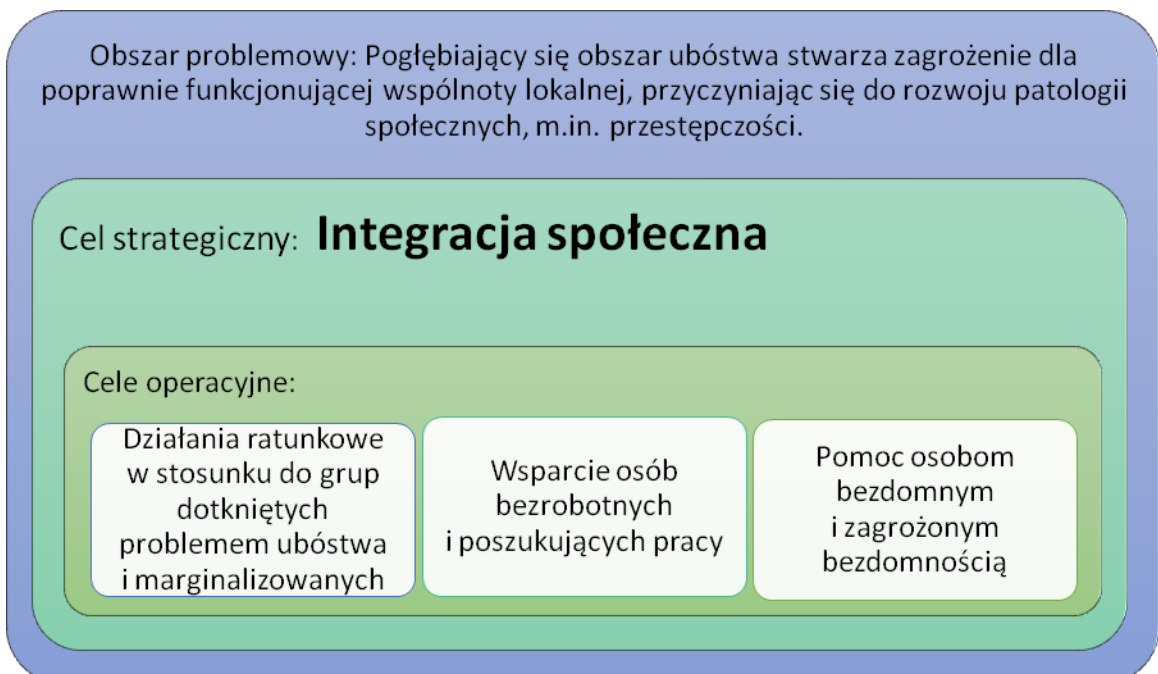 Obszar problemowy: Pogłębiający się obszar ubóstwa stwarza zagrożenie dla
poprawnie funkcjonującej wspólnoty lokalnej, przyczyniając się do rozwoju patologii
społecznych, m.in. przestępczości.
Cel strategiczny: Integracja społeczna
Cele operacyjne:
Działania ratunkowe
w stosunku do grup
dotkniętych
problemem ubóstwa
i marginalizowanych
Wsparcie osób
bezrobotnych
i poszukujących pracy
Pomoc osobom
bezdomnym
i zagrożonym
bezdomnością